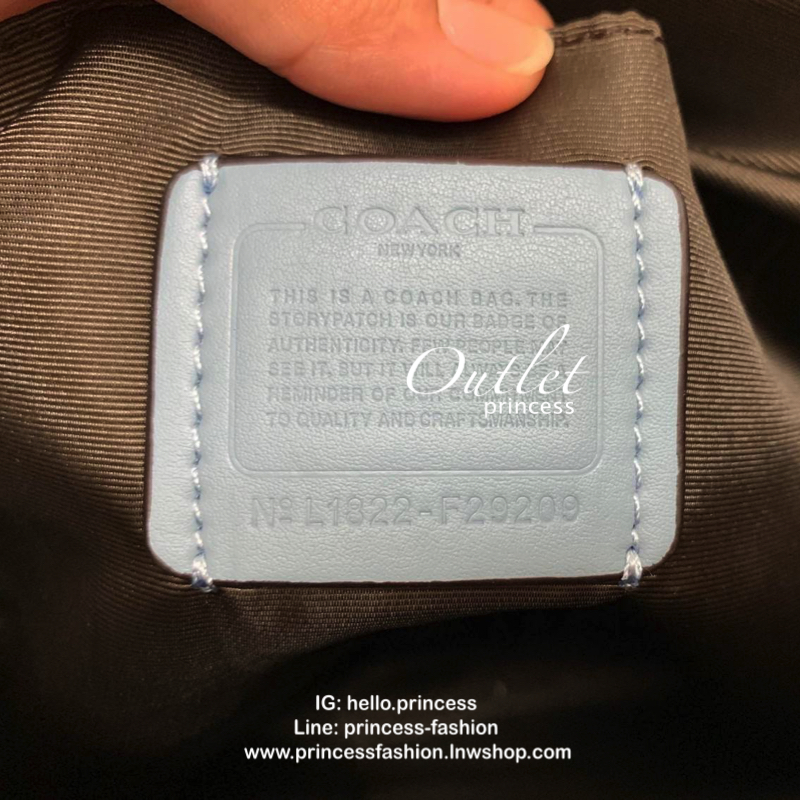 COACH
NEW YORK
THIS IS A COACH BAG. THE
STORYPATCH IS OUR BADGE OF
AUTHENTICITY. FEW PEOPLE
SEE IT. BUT IT WILL
REMINDER OF OUR
TO QUALITY AND CRAFTSMANSHIP.
Outlet
princess
Nº L1822-F29209
IG: hello.princess
Line: princess-fashion
www.princessfashion.lnwshop.com